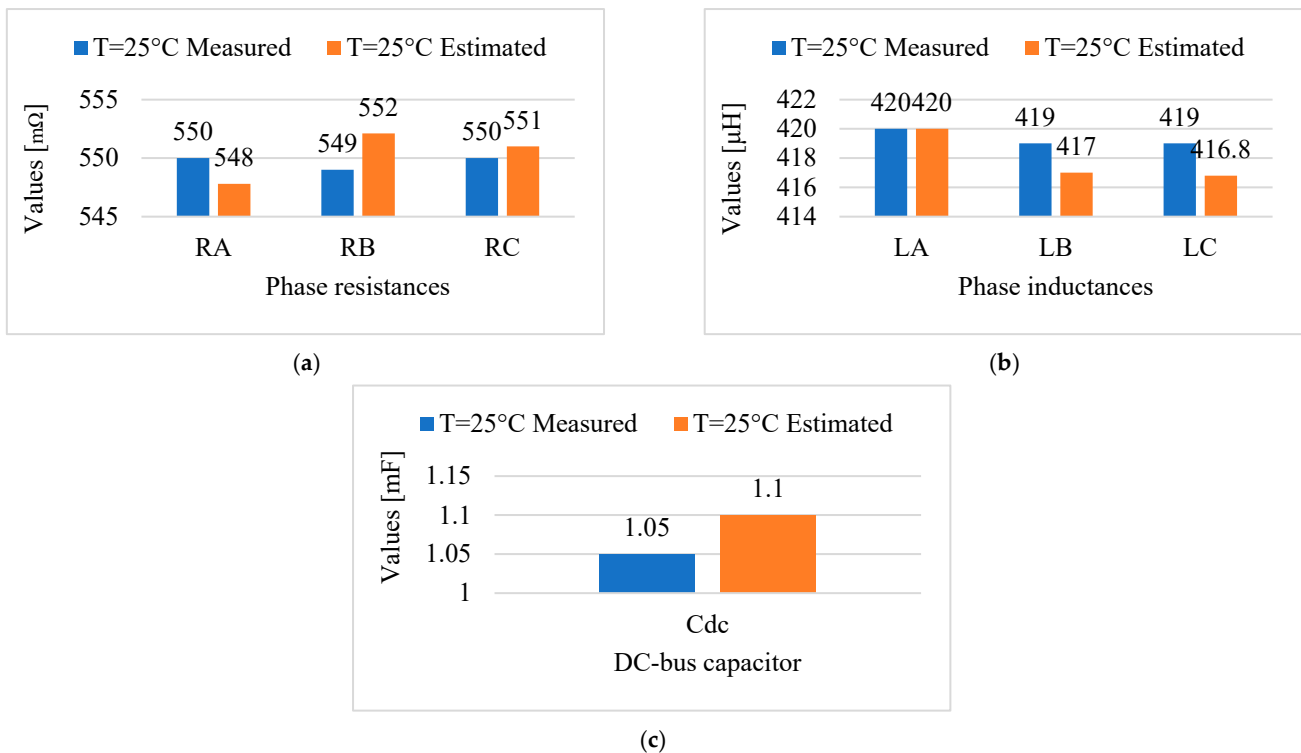 T=25°C Measured T=25°C Estimated
Values [mΩ]
555
550
545
550
548
549
552
550
551
RA RB RC
Phase resistances
(a)
T=25°C Measured T=25°C Estimated
Values [µH]
422
420
418
416
414
420
420
419
417
419
416.8
LA LB LC
Phase inductances
(b)
T=25°C Measured T=25°C Estimated
Values [mF]
1.15
1.1
1.05
1
1.05
1.1
Cdc
DC-bus capacitor
(c)